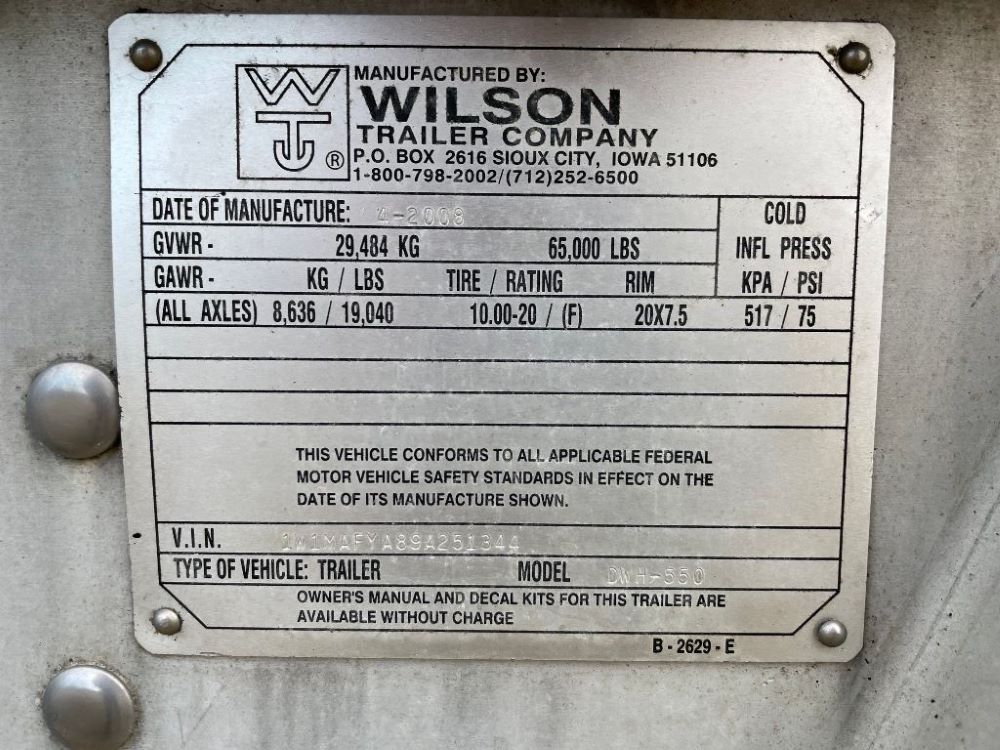 WT ®
MANUFACTURED BY:
WILSON
TRAILER COMPANY
P.O. BOX 2616 SIOUX CITY, IOWA 51106
1-800-798-2002/(712)252-6500
DATE OF MANUFACTURE: 4-2008
COLD
GVWR - 29,484 KG 65,000 LBS
INFL PRESS
GAWR - KG / LBS TIRE / RATING RIM KPA / PSI
(ALL AXLES) 8,636 / 19,040 10.00-20 / (F) 20X7.5 517 / 75
THIS VEHICLE CONFORMS TO ALL APPLICABLE FEDERAL
MOTOR VEHICLE SAFETY STANDARDS IN EFFECT ON THE
DATE OF ITS MANUFACTURE SHOWN.
V.I.N. 1W1MAFYA89A251344
TYPE OF VEHICLE: TRAILER MODEL DWH-550
OWNER'S MANUAL AND DECAL KITS FOR THIS TRAILER ARE
AVAILABLE WITHOUT CHARGE
B - 2629 - E